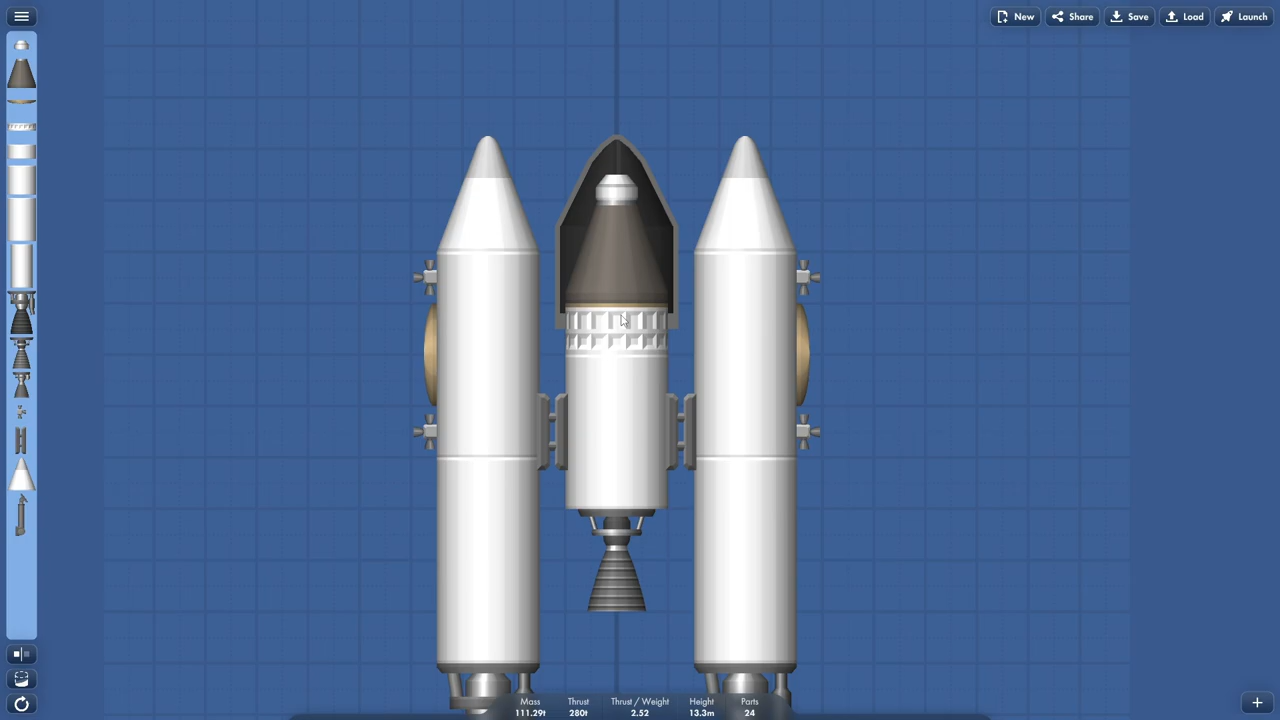 New Share Save Load Launch
Mass Thrust Thrust / Weight Height Parts
111.29t 280t 2.52 13.3m 24